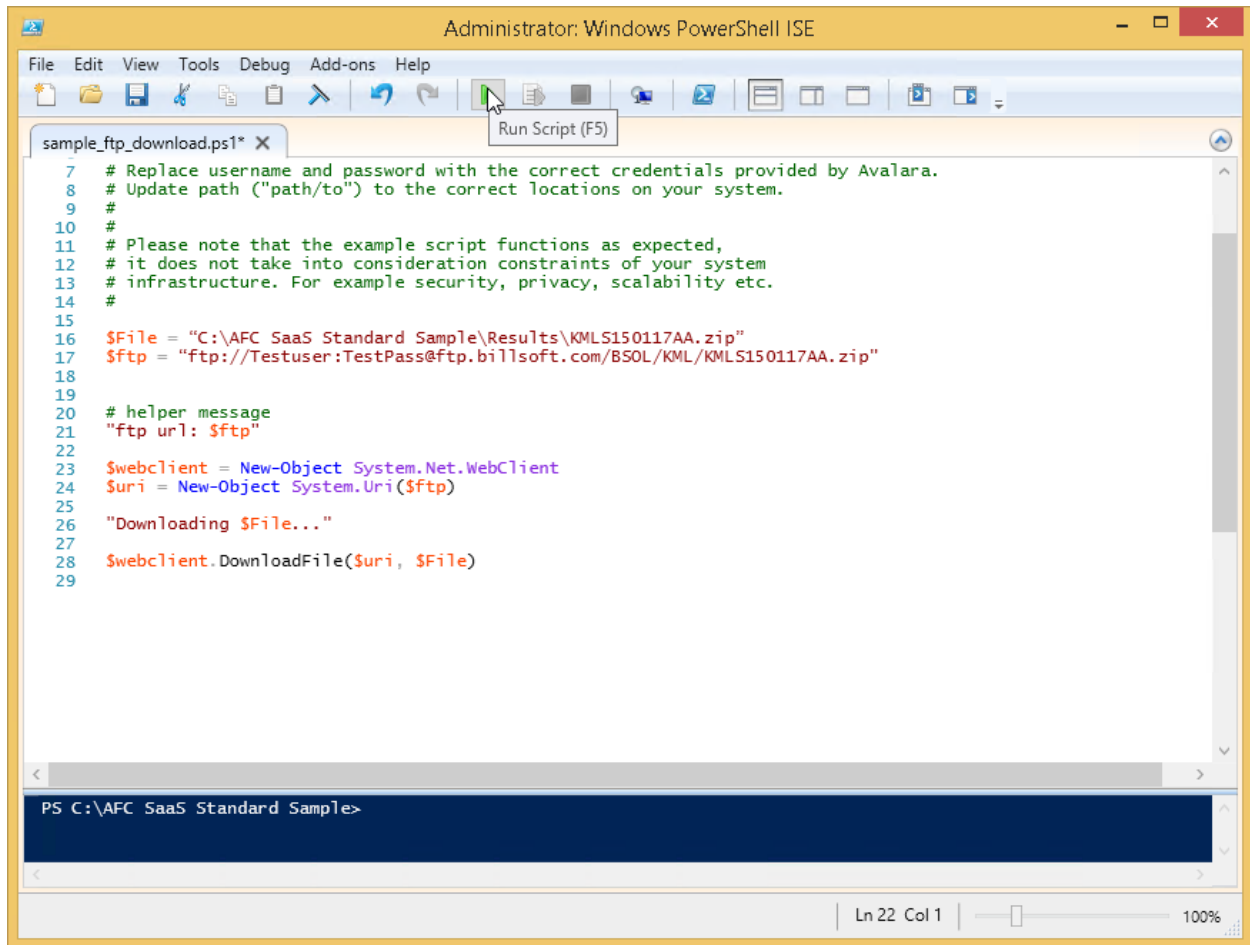 Administrator: Windows PowerShell ISE
File Edit View Tools Debug Add-ons Help
Run Script (F5)
sample_ftp_download.ps1*
7 # Replace username and password with the correct credentials provided by Avalara.
8 # Update path ("path/to") to the correct locations on your system.
9 #
10 #
11 # Please note that the example script functions as expected,
12 # it does not take into consideration constraints of your system
13 # infrastructure. For example security, privacy, scalability etc.
14 #
15
16 $File = “C:\AFC SaaS Standard Sample\Results\KMLS150117AA.zip”
17 $ftp = “ftp://Testuser:TestPass@ftp.billsoft.com/BSOL/KML/KMLS150117AA.zip”
18
19
20 # helper message
21 "ftp url: $ftp"
22
23 $webclient = New-Object System.Net.WebClient
24 $uri = New-Object System.Uri($ftp)
25
26 "Downloading $File..."
27
28 $webclient.DownloadFile($uri, $File)
29
PS C:\AFC SaaS Standard Sample>
Ln 22 Col 1 100%